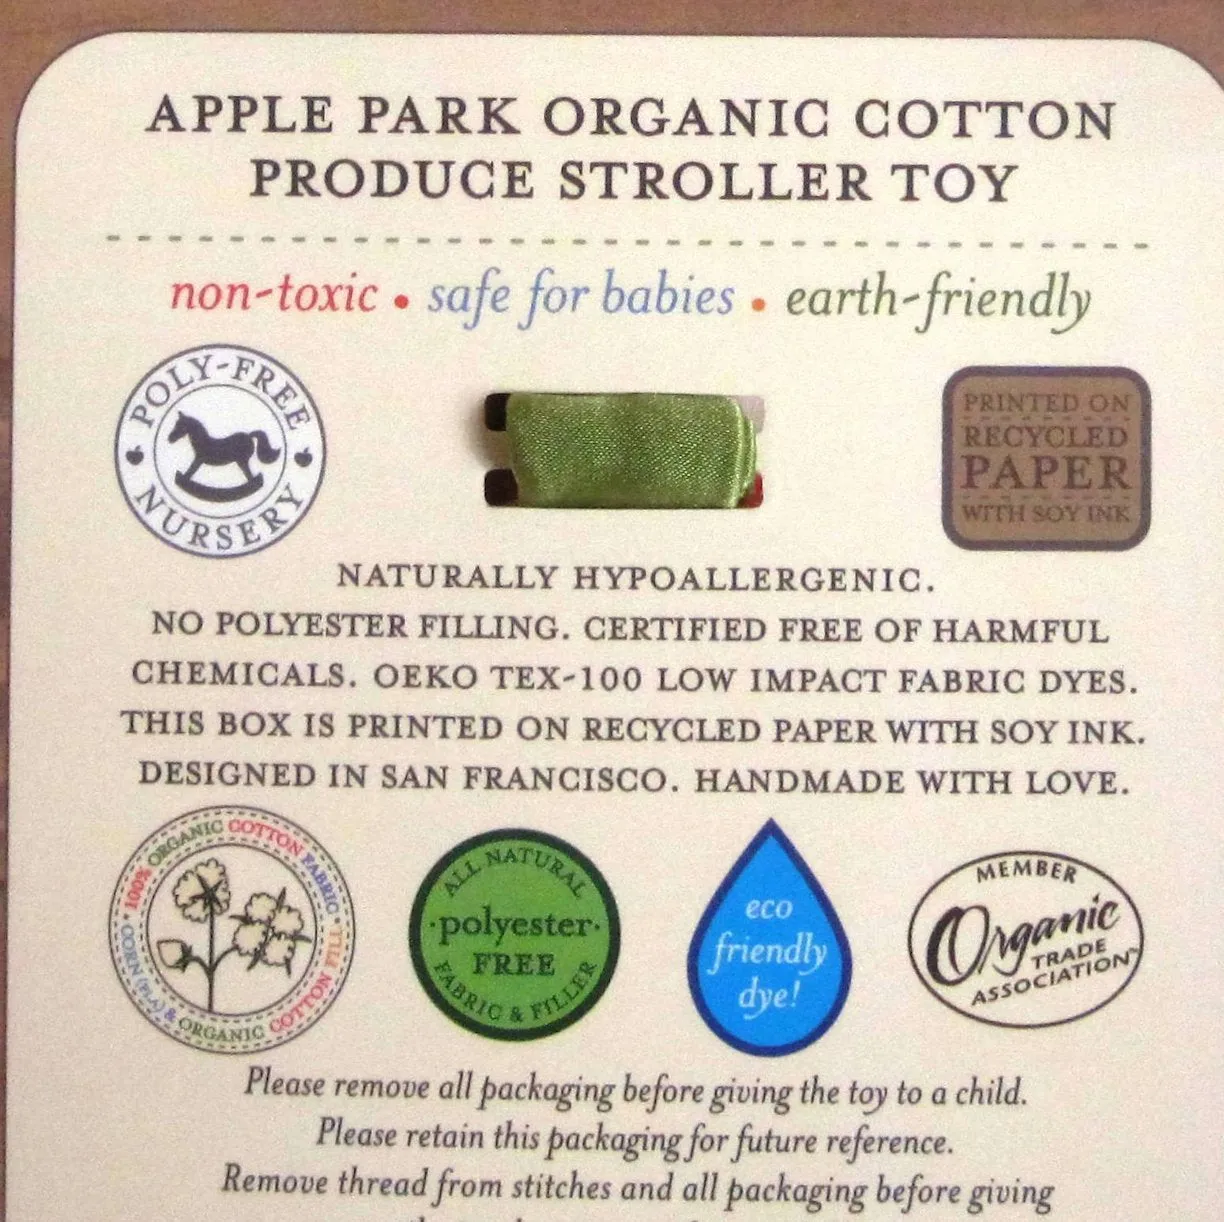 APPLE PARK ORGANIC COTTON
PRODUCE STROLLER TOY
non-toxic • safe for babies • earth-friendly
POLY-FREE
NURSERY
PRINTED ON
RECYCLED
PAPER
WITH SOY INK
NATURALLY HYPOALLERGENIC.
NO POLYESTER FILLING. CERTIFIED FREE OF HARMFUL
CHEMICALS. OEKO TEX-100 LOW IMPACT FABRIC DYES.
THIS BOX IS PRINTED ON RECYCLED PAPER WITH SOY INK.
DESIGNED IN SAN FRANCISCO. HANDMADE WITH LOVE.
100% ORGANIC COTTON FABRIC •
CORN (PLA) & ORGANIC COTTON FILL •
ALL NATURAL
·polyester·
FREE
FABRIC & FILLER
eco
friendly
dye!
MEMBER
Organic
TRADE
ASSOCIATION
Please remove all packaging before giving the toy to a child.
Please retain this packaging for future reference.
Remove thread from stitches and all packaging before giving